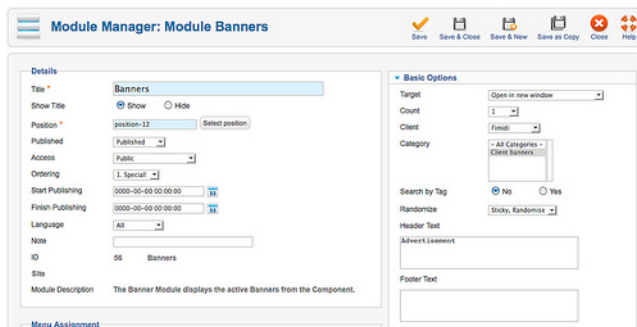 Module Manager: Module Banners
Save
Save & Close
Save & New
Save as Copy
Close
Help
Details
Title *
Banners
Show Title
Show
Hide
Position *
position-12
Select position
Published
Published
Access
Public
Ordering
1. Special!
Start Publishing
0000-00-00 00:00:00
Finish Publishing
0000-00-00 00:00:00
Language
All
Note
ID
56
Banners
Site
Module Description
The Banner Module displays the active Banners from the Component.
Menu Assignment
Basic Options
Target
Open in new window
Count
1
Client
Fimidi
Category
- All Categories -
Client banners
Search by Tag
No
Yes
Randomize
Sticky, Randomise
Header Text
Advertisement
Footer Text